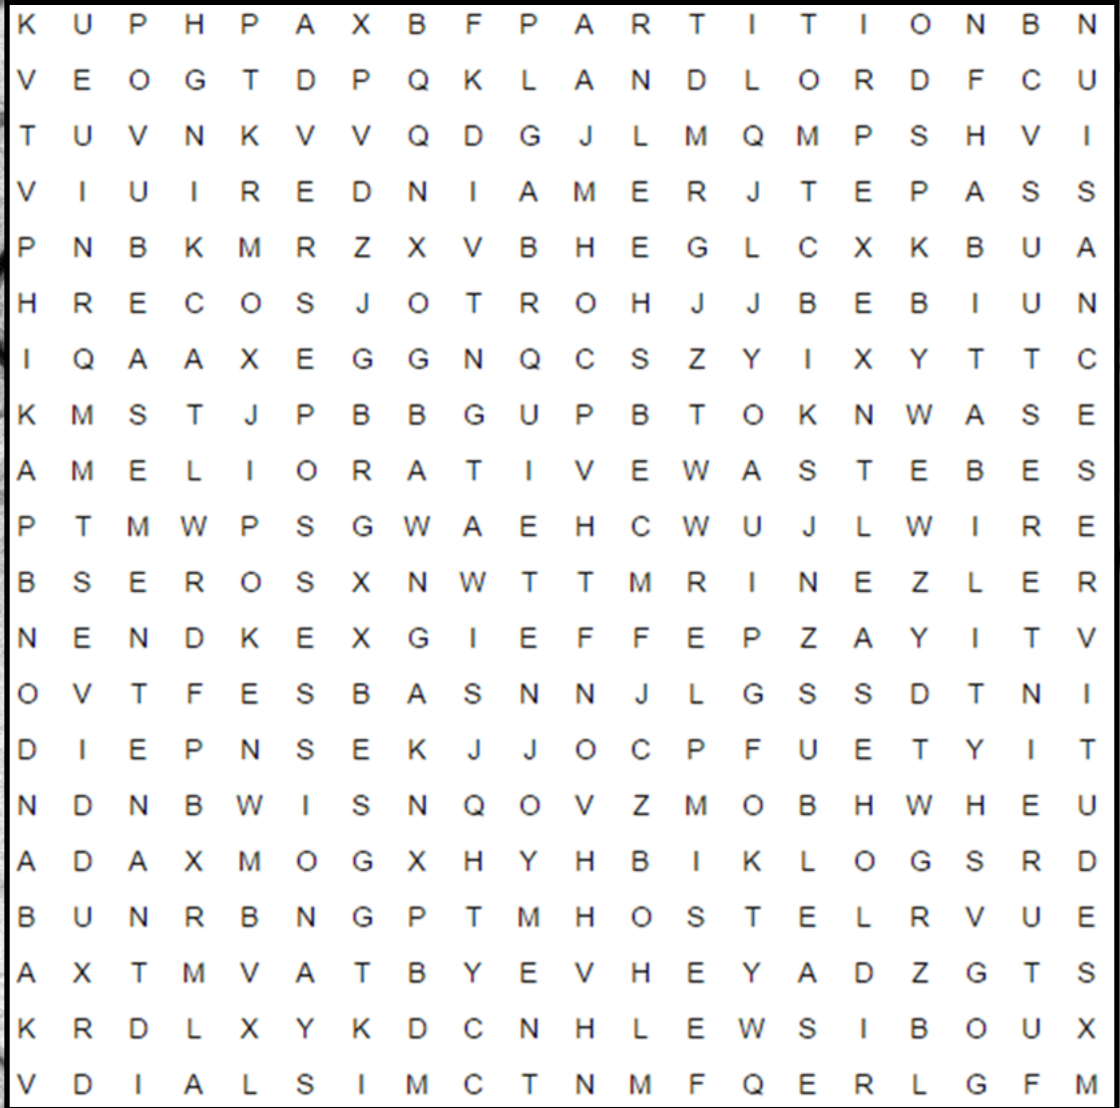 K U P H P A X B F P A R T I T I O N B N
V E O G T D P Q K L A N D L O R D F C U
T U V N K V V Q D G J L M Q M P S H V I
V I U I R E D N I A M E R J T E P A S S
P N B K M R Z X V B H E G L C X K B U A
H R E C O S J O T R O H J J B E B I U N
I Q A A X E G G N Q C S Z Y I X Y T T C
K M S T J P B B G U P B T O K N W A S E
A M E L I O R A T I V E W A S T E B E S
P T M W P S G W A E H C W U J L W I R E
B S E R O S X N W T T M R I N E Z L E R
N E N D K E X G I E F F E P Z A Y I T V
O V T F E S B A S N N J L G S S D T N I
D I E P N S E K J J O C P F U E T Y I T
N D N B W I S N Q O V Z M O B H W H E U
A D A X M O G X H Y H B I K L O G S R D
B U N R B N G P T M H O S T E L R V U E
A X T M V A T B Y E V H E Y A D Z G T S
K R D L X Y K D C N H L E W S I B O U X
V D I A L S I M C T N M F Q E R L G F M